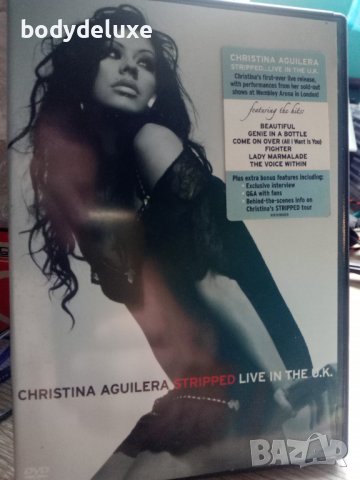 bodydeluxe
CHRISTINA AGUILERA
STRIPPED...LIVE IN THE U.K.
Christina's first-ever live release,
with performances from her sold-out
shows at Wembley Arena in London!
featuring the hits:
BEAUTIFUL
GENIE IN A BOTTLE
COME ON OVER (All I Want Is You)
FIGHTER
LADY MARMALADE
THE VOICE WITHIN
Plus extra bonus features including:
• Exclusive interview
• Q&A with fans
• Behind-the-scenes info on
Christina's STRIPPED tour
CHRISTINA AGUILERA STRIPPED LIVE IN THE U.K.
DVD
BAZAR